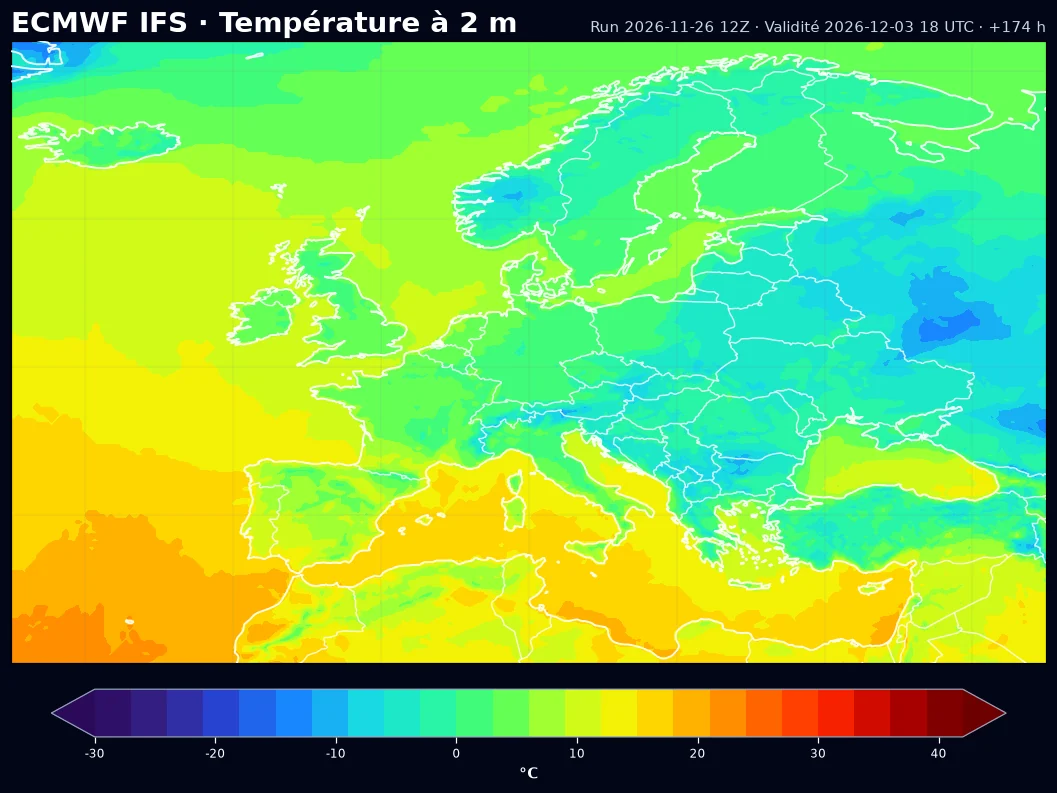 ECMWF IFS · Température à 2 m
Run 2026-11-26 12Z · Validité 2026-12-03 18 UTC · +174 h
-30 -20 -10 0 10 20 30 40
°C